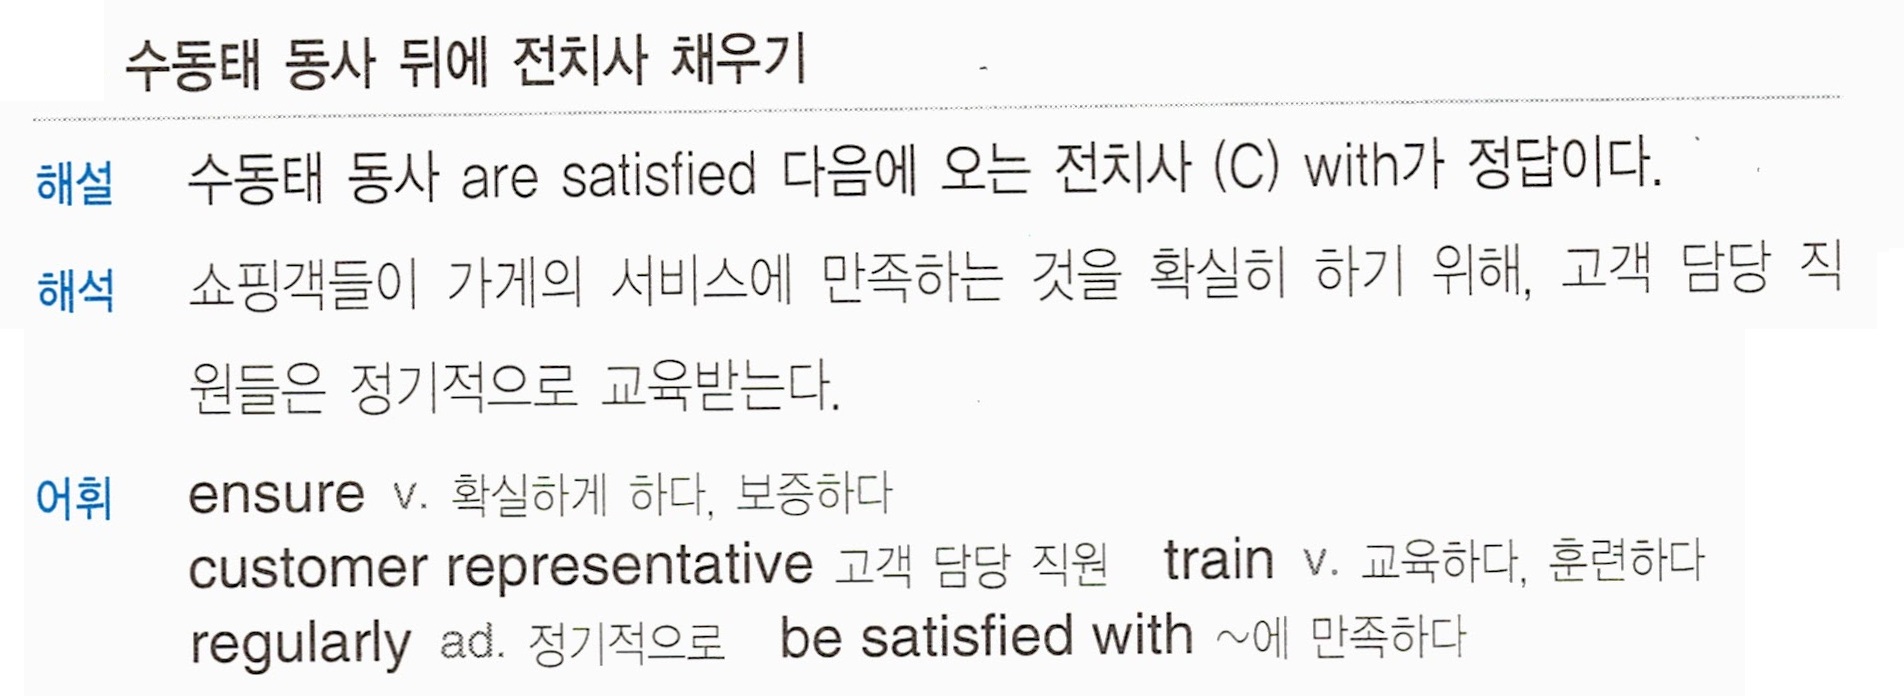 수동태 동사 뒤에 전치사 채우기
해설 수동태 동사 are satisfied 다음에 오는 전치사 (C) with가 정답이다.
해석 쇼핑객들이 가게의 서비스에 만족하는 것을 확실히 하기 위해, 고객 담당 직
원들은 정기적으로 교육받는다.
어휘 ensure v. 확실하게 하다, 보증하다
customer representative 고객 담당 직원 train v. 교육하다, 훈련하다
regularly ad. 정기적으로 be satisfied with ~에 만족하다